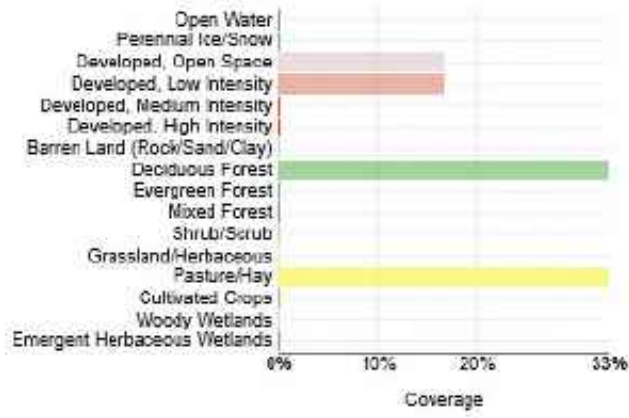 Open Water
Perennial Ice/Snow
Developed, Open Space
Developed, Low Intensity
Developed, Medium Intensity
Developed, High Intensity
Barren Land (Rock/Sand/Clay)
Deciduous Forest
Evergreen Forest
Mixed Forest
Shrub/Scrub
Grassland/Herbaceous
Pasture/Hay
Cultivated Crops
Woody Wetlands
Emergent Herbaceous Wetlands
0% 10% 20% 33%
Coverage